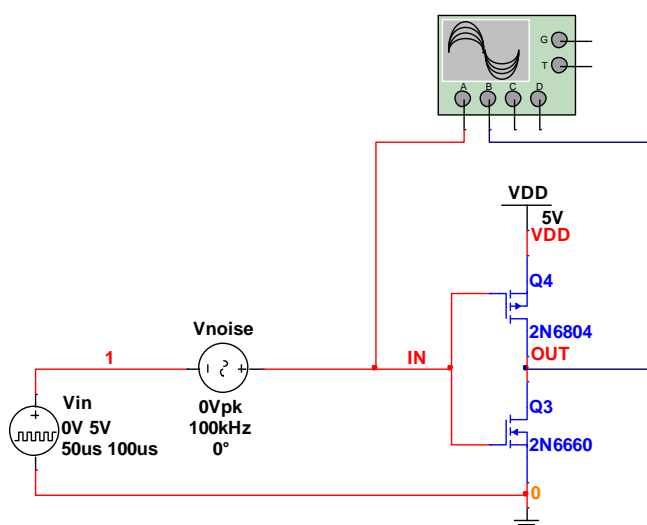 G
T
A B C D
VDD
5V
VDD
Q4
2N6804
OUT
Vnoise
1
IN
0Vpk
100kHz
0°
Vin
0V 5V
50us 100us
Q3
2N6660
0